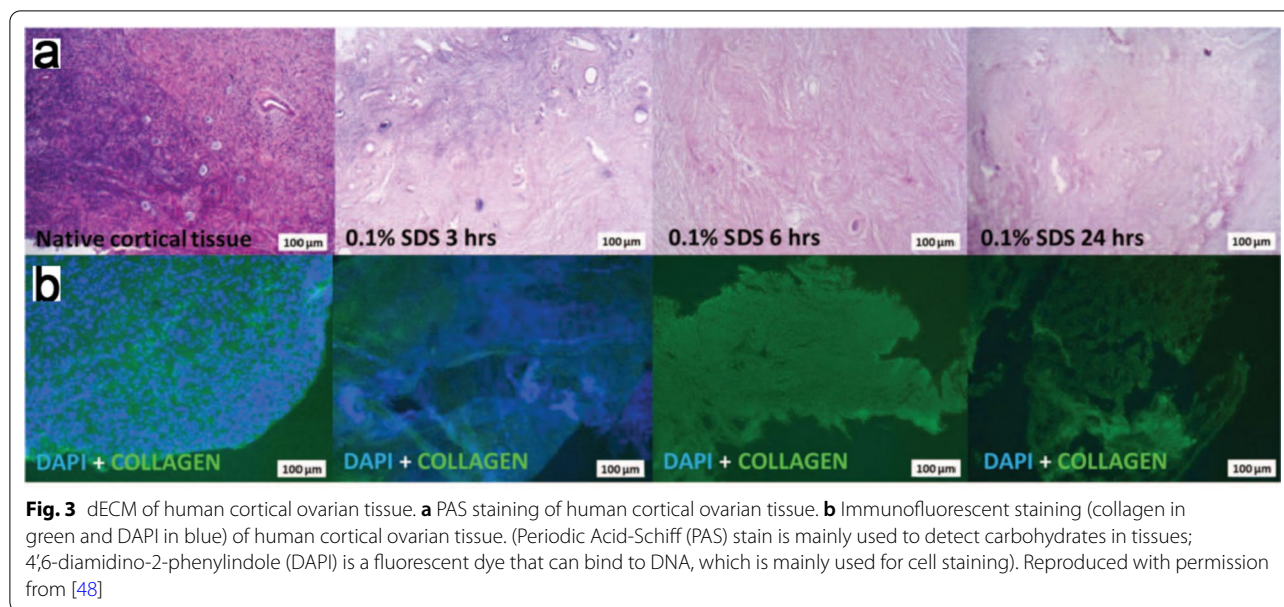 a
Native cortical tissue 100 µm
0.1% SDS 3 hrs 100 µm
0.1% SDS 6 hrs 100 µm
0.1% SDS 24 hrs 100 µm
b
DAPI + COLLAGEN 100 µm
DAPI + COLLAGEN 100 µm
DAPI + COLLAGEN 100 µm
DAPI + COLLAGEN 100 µm
Fig. 3 dECM of human cortical ovarian tissue. a PAS staining of human cortical ovarian tissue. b Immunofluorescent staining (collagen in
green and DAPI in blue) of human cortical ovarian tissue. (Periodic Acid-Schiff (PAS) stain is mainly used to detect carbohydrates in tissues;
4′,6-diamidino-2-phenylindole (DAPI) is a fluorescent dye that can bind to DNA, which is mainly used for cell staining). Reproduced with permission
from [48]